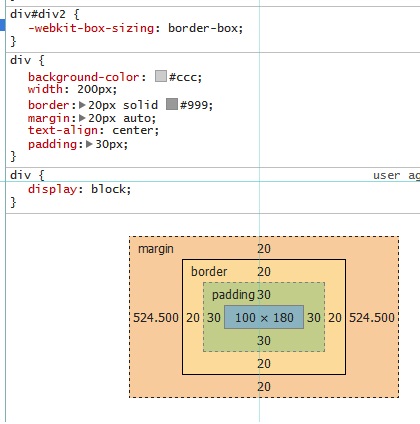 div#div2 {
-webkit-box-sizing: border-box;
}
div {
background-color: #ccc;
width: 200px;
border: 20px solid #999;
margin: 20px auto;
text-align: center;
padding: 30px;
}
div {
user ag
display: block;
}
margin 20
border 20
padding 30
524.500 20 30 100 × 180 30 20 524.500
30
20
20